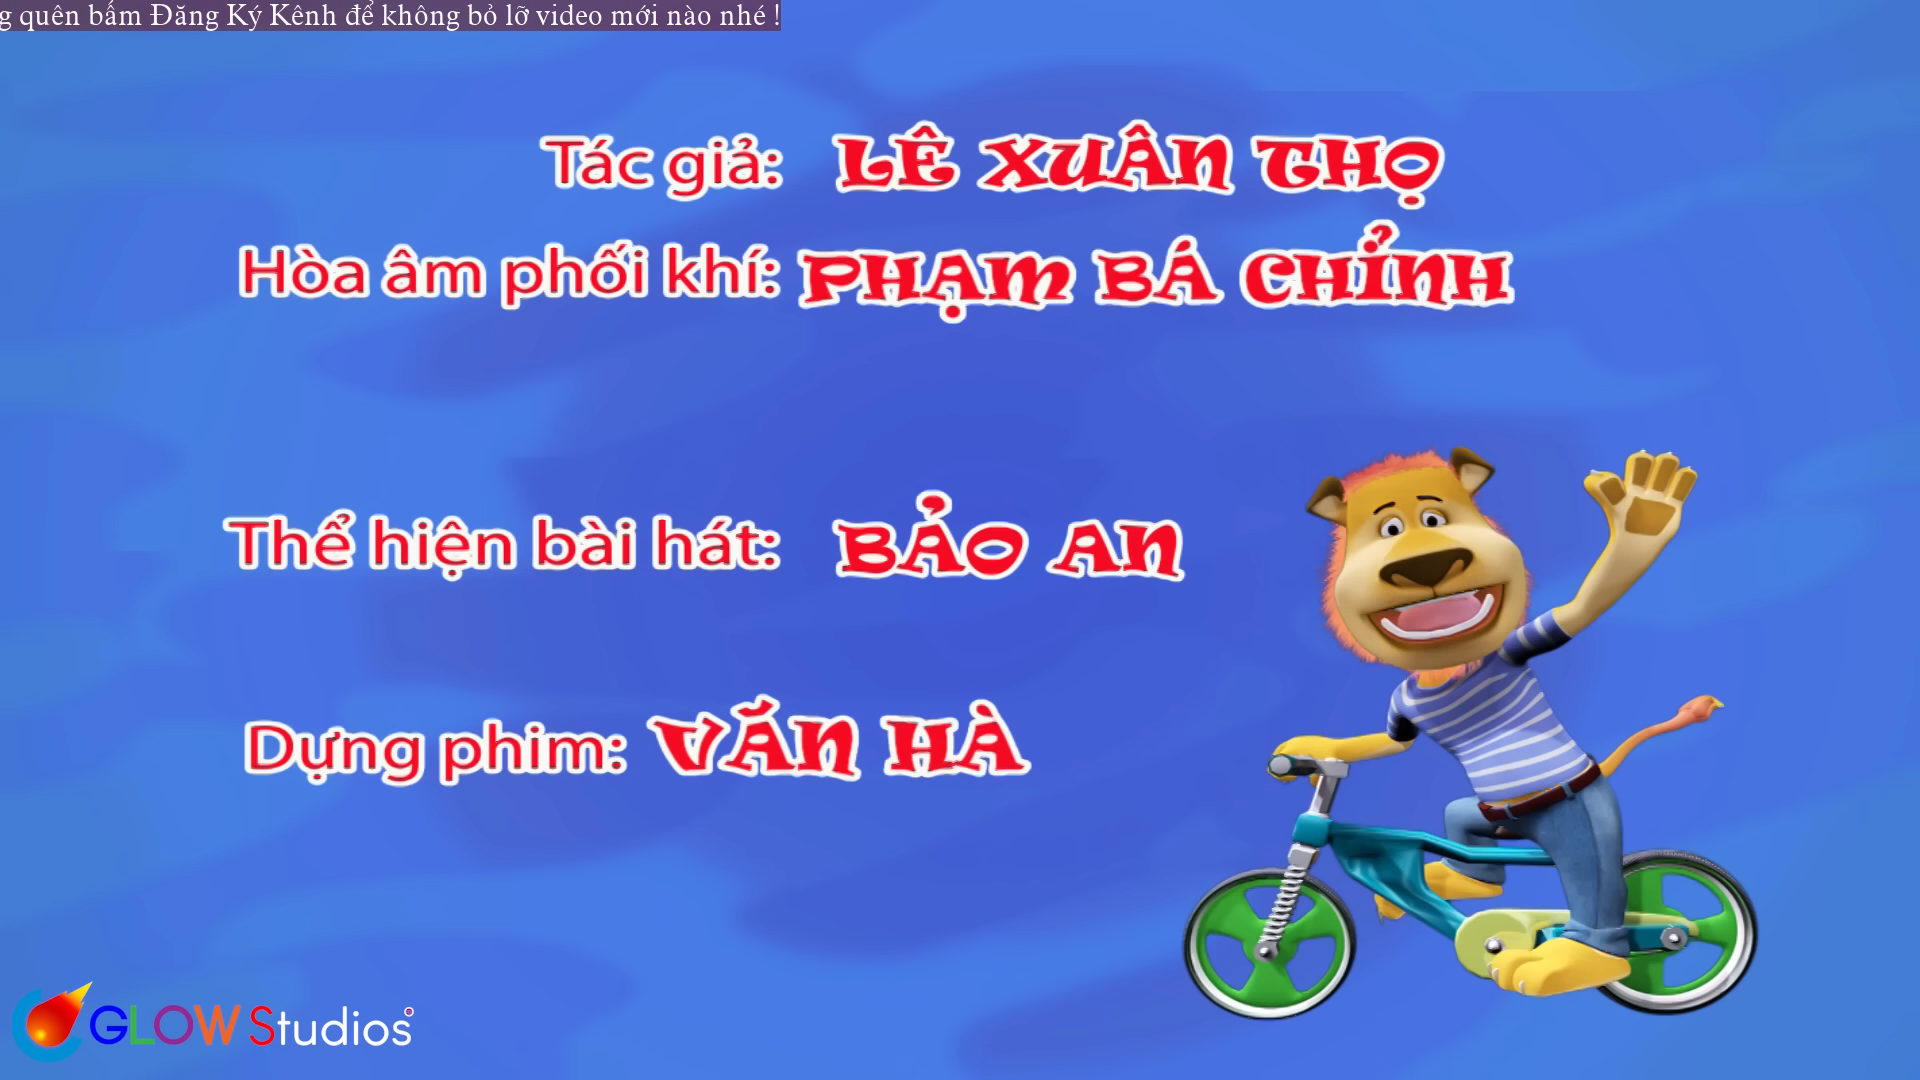 quên bấm Đăng Ký Kênh để không bỏ lỡ video mới nào nhé !
Tác giả: LÊ XUÂN THỌ
Hòa âm phối khí: PHẠM BÁ CHỈNH
Thể hiện bài hát: BẢO AN
Dựng phim: VĂN HÀ
GLOW Studios